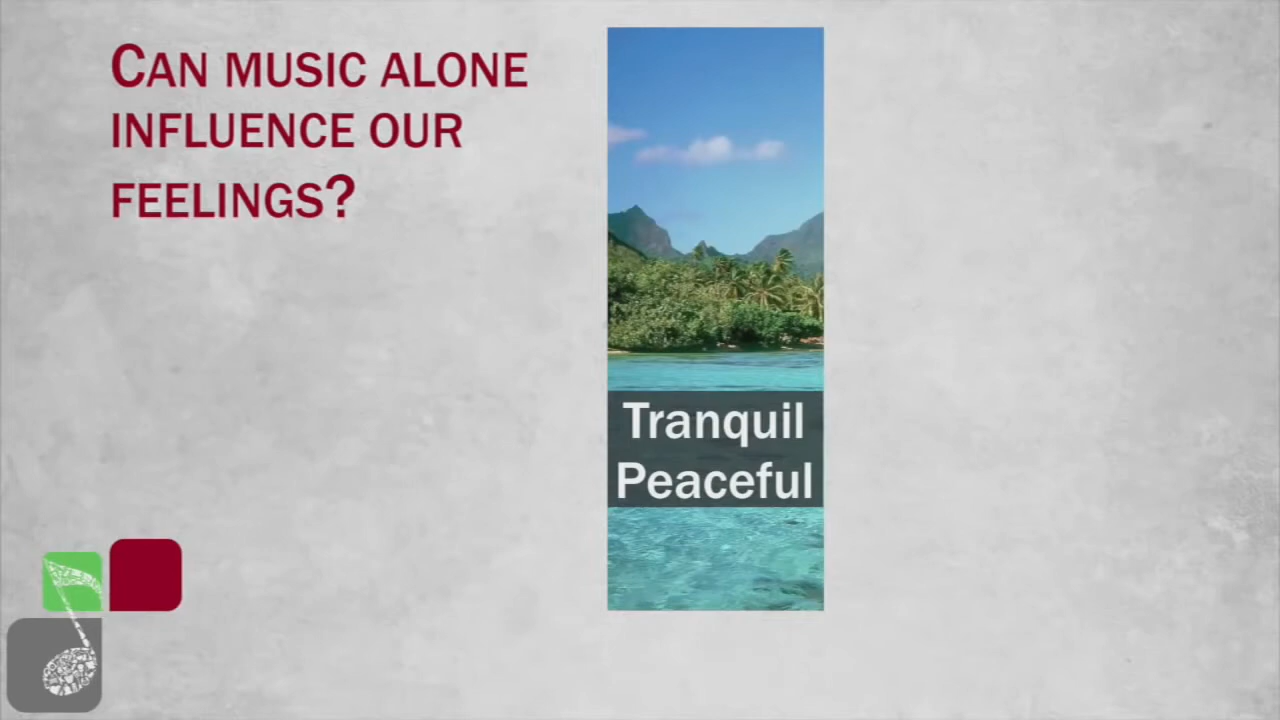 CAN MUSIC ALONE
INFLUENCE OUR
FEELINGS?
Tranquil
Peaceful